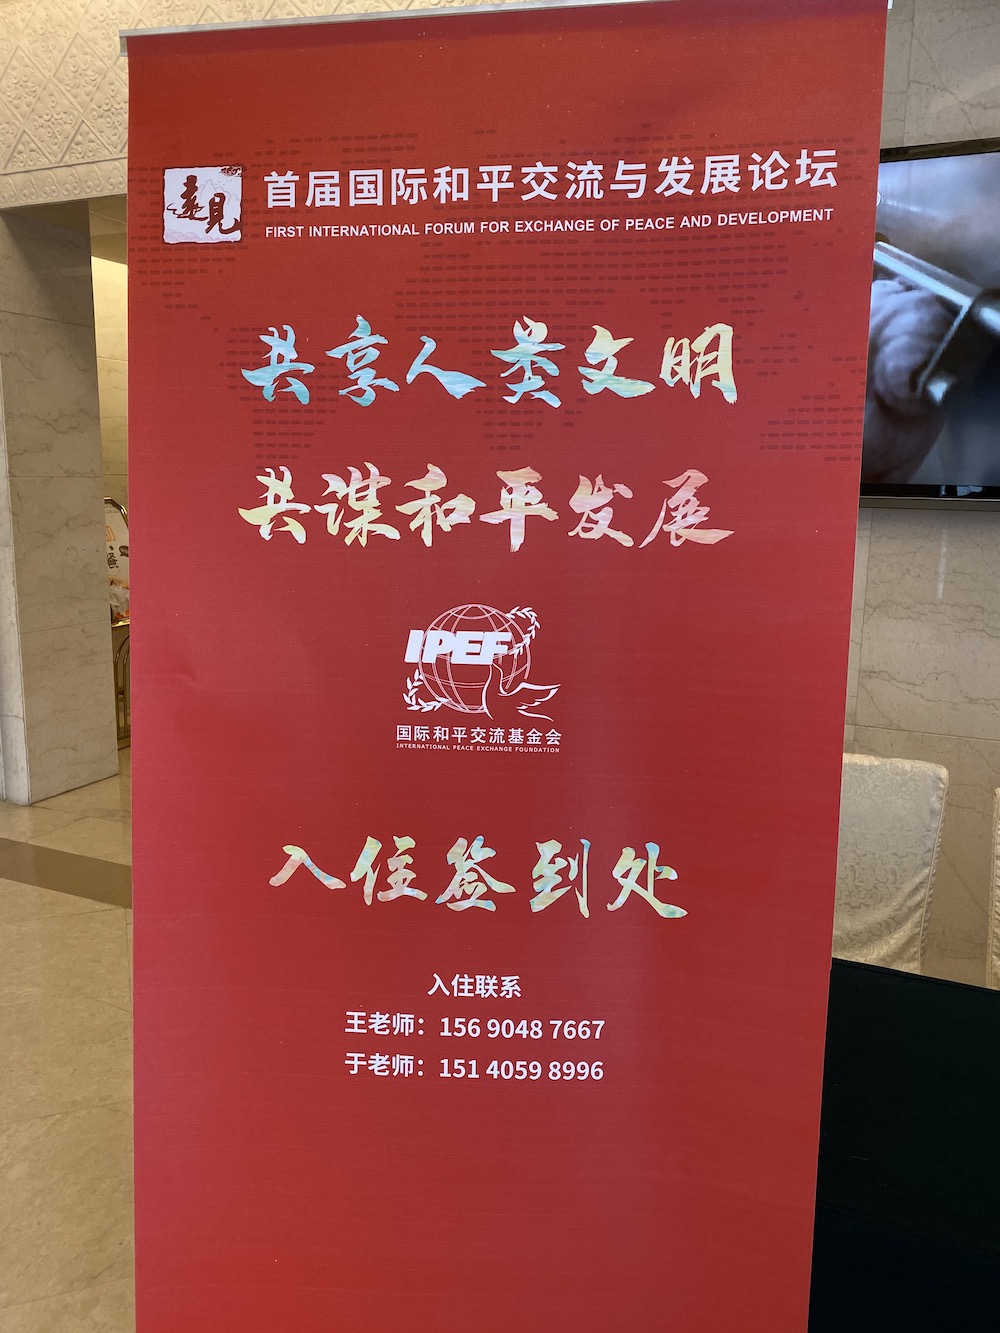 遠見
首届国际和平交流与发展论坛
FIRST INTERNATIONAL FORUM FOR EXCHANGE OF PEACE AND DEVELOPMENT
共享人类文明
共谋和平发展
IPEF
国际和平交流基金会
INTERNATIONAL PEACE EXCHANGE FOUNDATION
入住签到处
入住联系
王老师：156 9048 7667
于老师：151 4059 8996